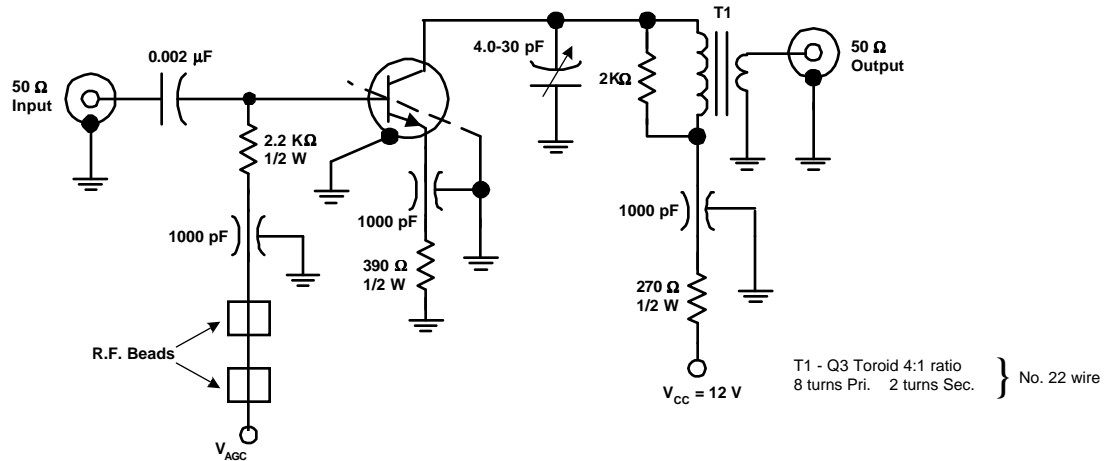 T1
4.0-30 pF
50 Ω
Output
0.002 µF
50 Ω
Input
2KΩ
2.2 KΩ
1/2 W
1000 pF
1000 pF
1000 pF
390 Ω
1/2 W
270 Ω
1/2 W
R.F. Beads
T1 - Q3 Toroid 4:1 ratio
8 turns Pri. 2 turns Sec.
} No. 22 wire
VCC = 12 V
VAGC